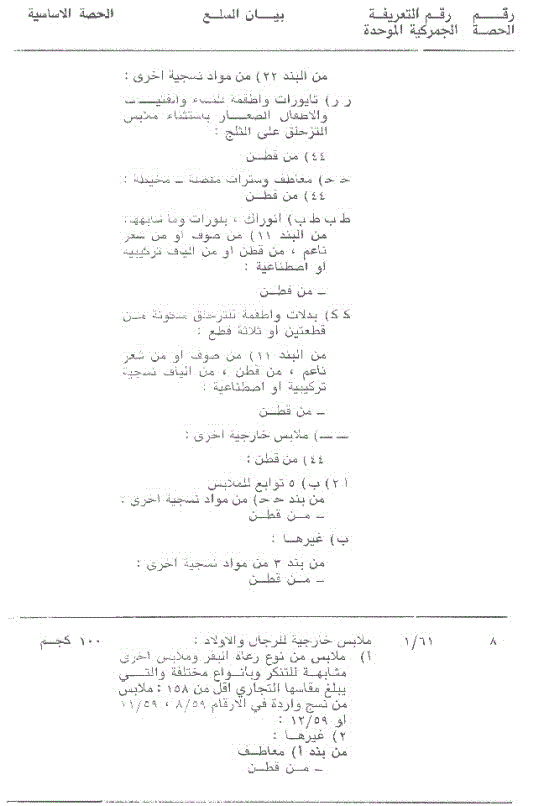 رقم الحصة
رقم التعريفة الجمركية الموحدة
بيان السلع
الحصة الاساسية
من البند ٢٢) من مواد نسجية اخرى :
ر ر) تايورات واطقمة للنساء والفتيات
والاطفال الصغار باستثناء ملابس
التزحلق على الثلج :
٤٤) من قطن
ح ح) معاطف وسترات مفصلة ـ مخيطة :
٤٤) من قطن
ط ب ط ب) انوراك ، بلوزات وما شابهها:
من البند ١١) من صوف او من شعر
ناعم ، من قطن او من الياف تركيبية
او اصطناعية :
ـ من قطن
ك ك) بدلات واطقمة للتزحلق مكونة من
قطعتين او ثلاثة قطع :
من البند ١١) من صوف او من شعر
ناعم ، من قطن ، من الياف نسجية
تركيبية او اصطناعية :
ـ من قطن
ـــ ـــ) ملابس خارجية اخرى :
٤٤) من قطن :
أ ٢) ب) ٥ توابع للملابس
من بند ح ح) من مواد نسجية اخرى :
ـ من قطن
ب) غيرها :
من بند ٣ من مواد نسجية اخرى :
ـ من قطن
٨ ١/٦١ ملابس خارجية للرجال والاولاد : ١٠٠ كجم
أ) ملابس من نوع رعاة البقر وملابس اخرى
مشابهة للتنكر وبأنواع مختلفة والتي
يبلغ مقاسها التجاري اقل من ١٥٨ : ملابس
من نسج واردة في الارقام ٨/٥٩ ، ١١/٥٩
او ١٢/٥٩ :
٢) غيرها :
من بند أ) معاطف
ـ من قطن